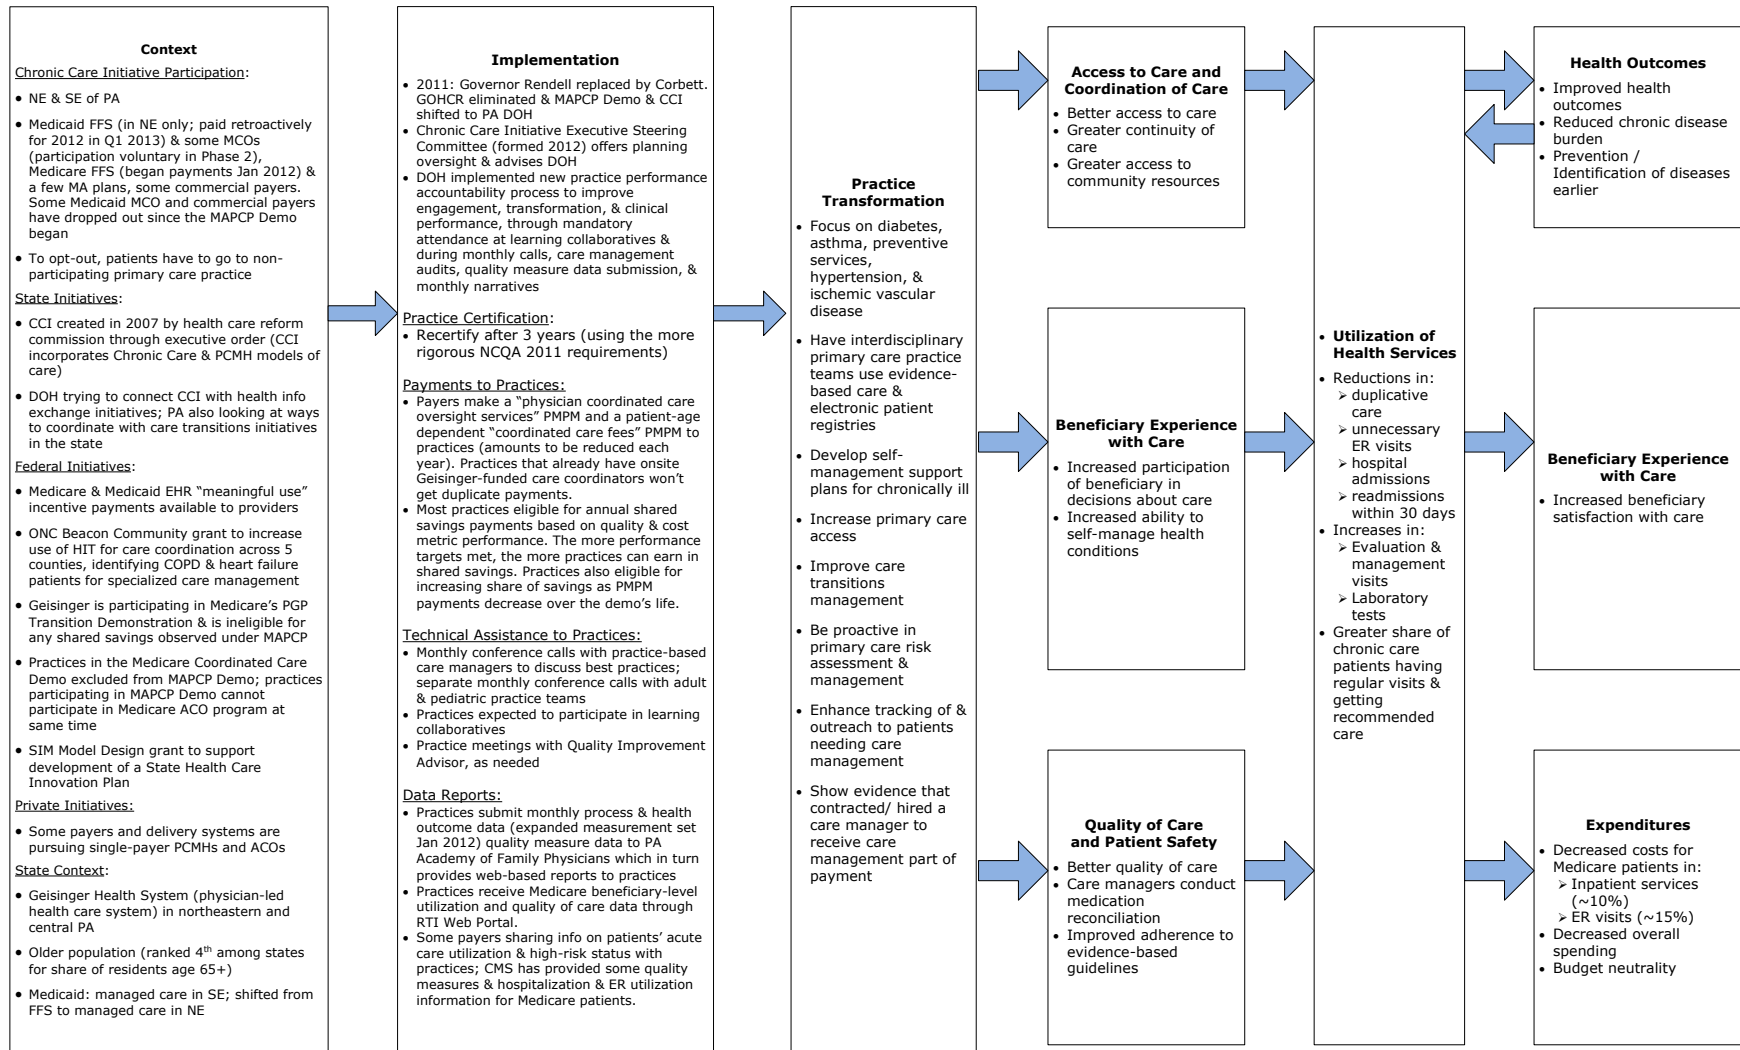 Context
Chronic Care Initiative Participation:
• NE & SE of PA
• Medicaid FFS (in NE only; paid retroactively
for 2012 in Q1 2013) & some MCOs
(participation voluntary in Phase 2),
Medicare FFS (began payments Jan 2012) &
a few MA plans, some commercial payers.
Some Medicaid MCO and commercial payers
have dropped out since the MAPCP Demo
began
• To opt-out, patients have to go to non-
participating primary care practice
State Initiatives:
• CCI created in 2007 by health care reform
commission through executive order (CCI
incorporates Chronic Care & PCMH models of
care)
• DOH trying to connect CCI with health info
exchange initiatives; PA also looking at ways
to coordinate with care transitions initiatives
in the state
Federal Initiatives:
• Medicare & Medicaid EHR “meaningful use”
incentive payments available to providers
• ONC Beacon Community grant to increase
use of HIT for care coordination across 5
counties, identifying COPD & heart failure
patients for specialized care management
• Geisinger is participating in Medicare’s PGP
Transition Demonstration & is ineligible for
any shared savings observed under MAPCP
• Practices in the Medicare Coordinated Care
Demo excluded from MAPCP Demo; practices
participating in MAPCP Demo cannot
participate in Medicare ACO program at
same time
• SIM Model Design grant to support
development of a State Health Care
Innovation Plan
Private Initiatives:
• Some payers and delivery systems are
pursuing single-payer PCMHs and ACOs
State Context:
• Geisinger Health System (physician-led
health care system) in northeastern and
central PA
• Older population (ranked 4th among states
for share of residents age 65+)
• Medicaid: managed care in SE; shifted from
FFS to managed care in NE
Implementation
• 2011: Governor Rendell replaced by Corbett.
GOHCR eliminated & MAPCP Demo & CCI
shifted to PA DOH
• Chronic Care Initiative Executive Steering
Committee (formed 2012) offers planning
oversight & advises DOH
• DOH implemented new practice performance
accountability process to improve
engagement, transformation, & clinical
performance, through mandatory
attendance at learning collaboratives &
during monthly calls, care management
audits, quality measure data submission, &
monthly narratives
Practice Certification:
• Recertify after 3 years (using the more
rigorous NCQA 2011 requirements)
Payments to Practices:
• Payers make a “physician coordinated care
oversight services” PMPM and a patient-age
dependent “coordinated care fees” PMPM to
practices (amounts to be reduced each
year). Practices that already have onsite
Geisinger-funded care coordinators won’t
get duplicate payments.
• Most practices eligible for annual shared
savings payments based on quality & cost
metric performance. The more performance
targets met, the more practices can earn in
shared savings. Practices also eligible for
increasing share of savings as PMPM
payments decrease over the demo’s life.
Technical Assistance to Practices:
• Monthly conference calls with practice-based
care managers to discuss best practices;
separate monthly conference calls with adult
& pediatric practice teams
• Practices expected to participate in learning
collaboratives
• Practice meetings with Quality Improvement
Advisor, as needed
Data Reports:
• Practices submit monthly process & health
outcome data (expanded measurement set
Jan 2012) quality measure data to PA
Academy of Family Physicians which in turn
provides web-based reports to practices
• Practices receive Medicare beneficiary-level
utilization and quality of care data through
RTI Web Portal.
• Some payers sharing info on patients’ acute
care utilization & high-risk status with
practices; CMS has provided some quality
measures & hospitalization & ER utilization
information for Medicare patients.
Practice
Transformation
• Focus on diabetes,
asthma, preventive
services,
hypertension, &
ischemic vascular
disease
• Have interdisciplinary
primary care practice
teams use evidence-
based care &
electronic patient
registries
• Develop self-
management support
plans for chronically ill
• Increase primary care
access
• Improve care
transitions
management
• Be proactive in
primary care risk
assessment &
management
• Enhance tracking of &
outreach to patients
needing care
management
• Show evidence that
contracted/ hired a
care manager to
receive care
management part of
payment
Access to Care and
Coordination of Care
• Better access to care
• Greater continuity of
care
• Greater access to
community resources
Beneficiary Experience
with Care
• Increased participation
of beneficiary in
decisions about care
• Increased ability to
self-manage health
conditions
Quality of Care
and Patient Safety
• Better quality of care
• Care managers conduct
medication
reconciliation
• Improved adherence to
evidence-based
guidelines
• Utilization of
Health Services
• Reductions in:
➢ duplicative
care
➢ unnecessary
ER visits
➢ hospital
admissions
➢ readmissions
within 30 days
• Increases in:
➢ Evaluation &
management
visits
➢ Laboratory
tests
• Greater share of
chronic care
patients having
regular visits &
getting
recommended
care
Health Outcomes
• Improved health
outcomes
• Reduced chronic disease
burden
• Prevention /
Identification of diseases
earlier
Beneficiary Experience
with Care
• Increased beneficiary
satisfaction with care
Expenditures
• Decreased costs for
Medicare patients in:
➢ Inpatient services
(~10%)
➢ ER visits (~15%)
• Decreased overall
spending
• Budget neutrality